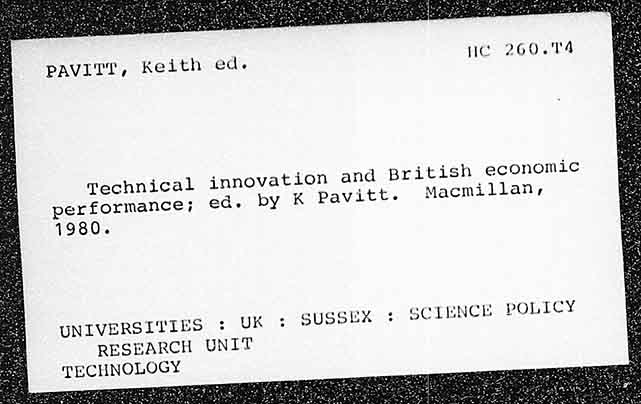 PAVITT, Keith ed.
HC 260.T4
Technical innovation and British economic
performance; ed. by K Pavitt. Macmillan,
1980.
UNIVERSITIES : UK : SUSSEX : SCIENCE POLICY
RESEARCH UNIT
TECHNOLOGY